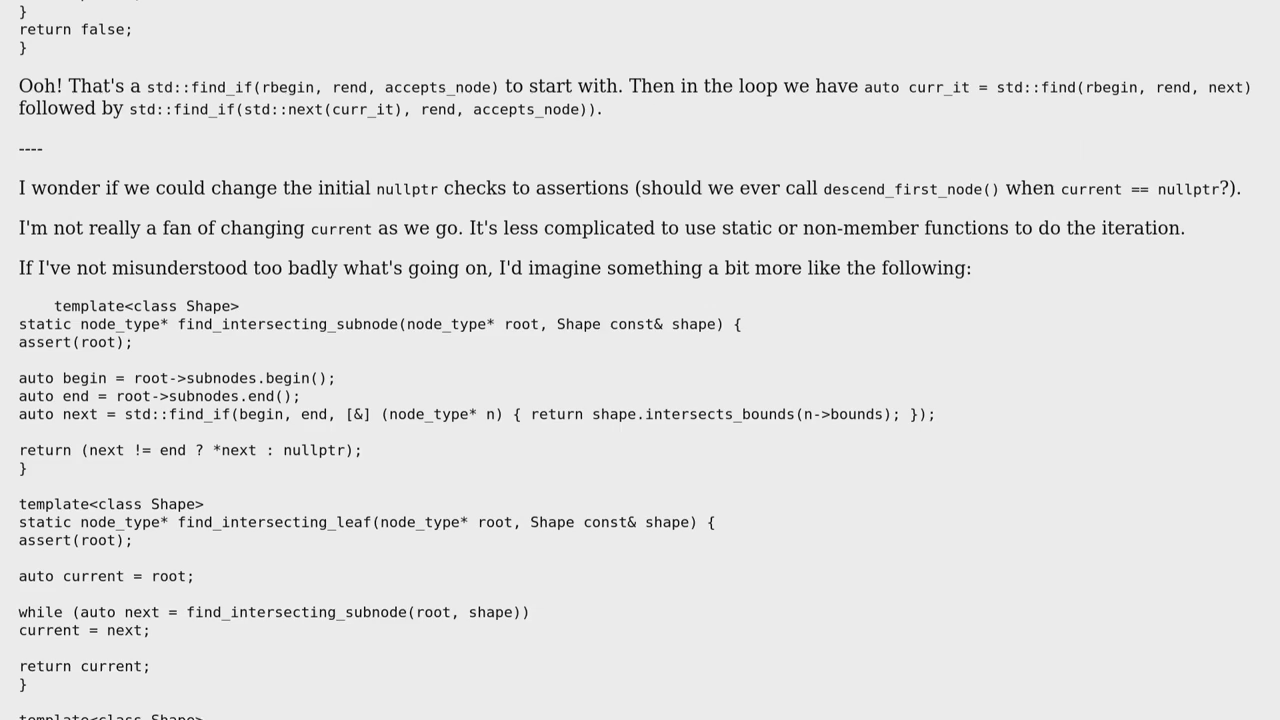 }
return false;
}
Ooh! That's a std::find_if(rbegin, rend, accepts_node) to start with. Then in the loop we have auto curr_it = std::find(rbegin, rend, next)
followed by std::find_if(std::next(curr_it), rend, accepts_node)).
----
I wonder if we could change the initial nullptr checks to assertions (should we ever call descend_first_node() when current == nullptr?).
I'm not really a fan of changing current as we go. It's less complicated to use static or non-member functions to do the iteration.
If I've not misunderstood too badly what's going on, I'd imagine something a bit more like the following:
template<class Shape>
static node_type* find_intersecting_subnode(node_type* root, Shape const& shape) {
assert(root);
auto begin = root->subnodes.begin();
auto end = root->subnodes.end();
auto next = std::find_if(begin, end, [&] (node_type* n) { return shape.intersects_bounds(n->bounds); });
return (next != end ? *next : nullptr);
}
template<class Shape>
static node_type* find_intersecting_leaf(node_type* root, Shape const& shape) {
assert(root);
auto current = root;
while (auto next = find_intersecting_subnode(root, shape))
current = next;
return current;
}
template<class Shape>